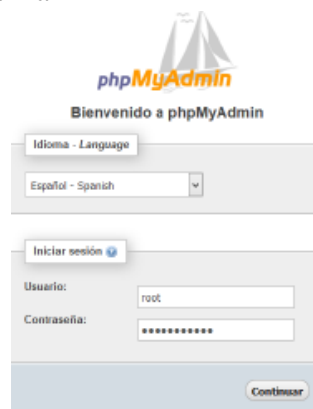 phpMyAdmin
Bienvenido a phpMyAdmin
Idioma - Language
Español - Spanish
Iniciar sesión
Usuario:
root
Contraseña:
•••••••••••
Continuar